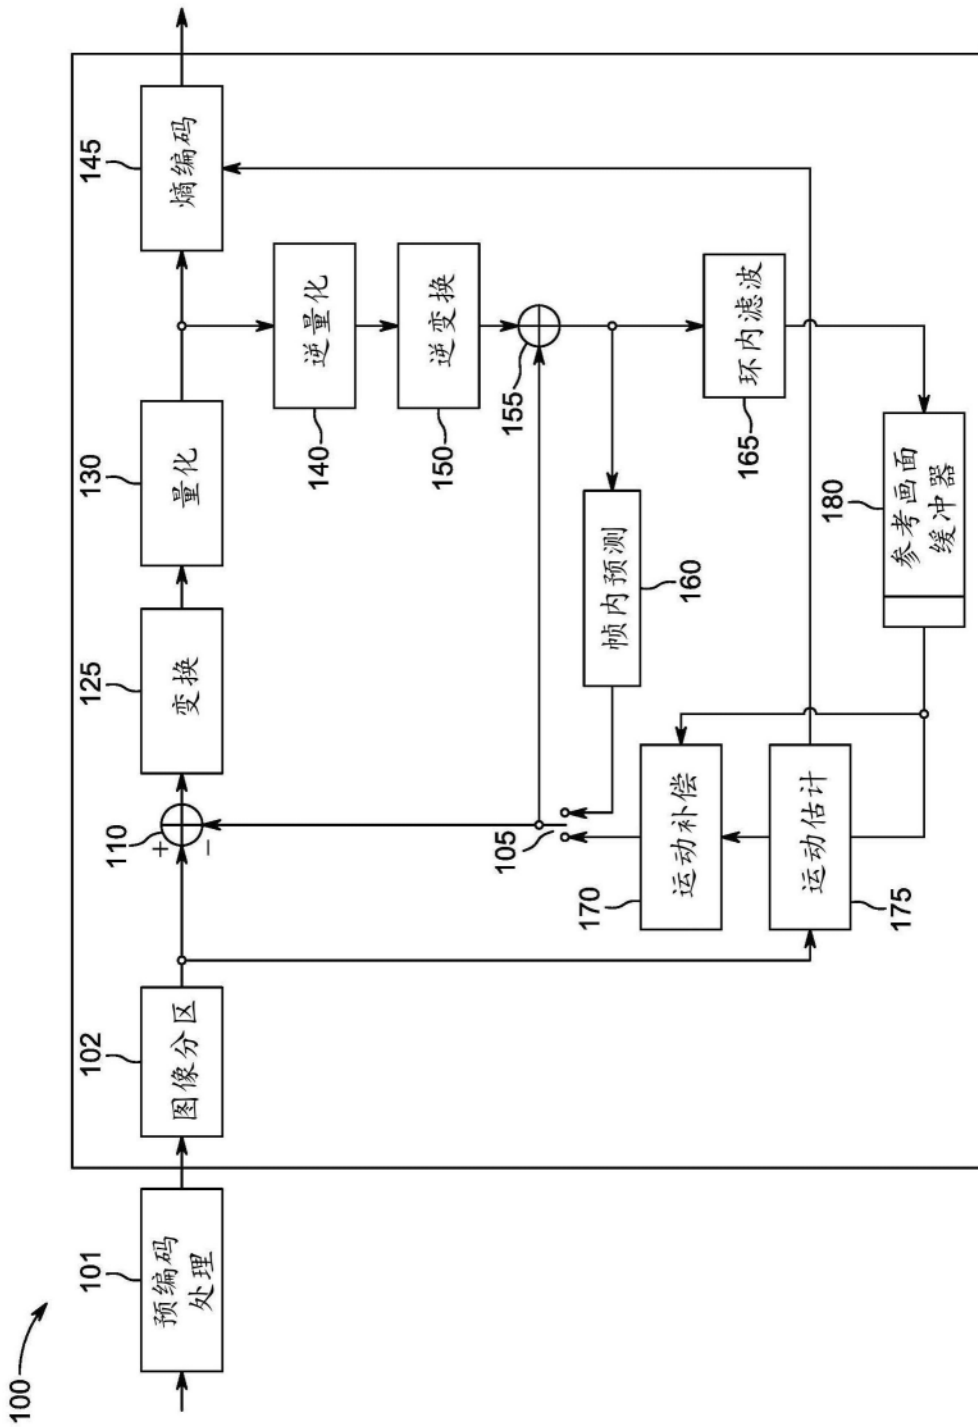 100
101
预编码
处理
102
图像分区
110
+
−
125
变换
130
量化
145
熵编码
140
逆量化
150
逆变换
155
105
160
帧内预测
165
环内滤波
170
运动补偿
175
运动估计
180
参考画面
缓冲器